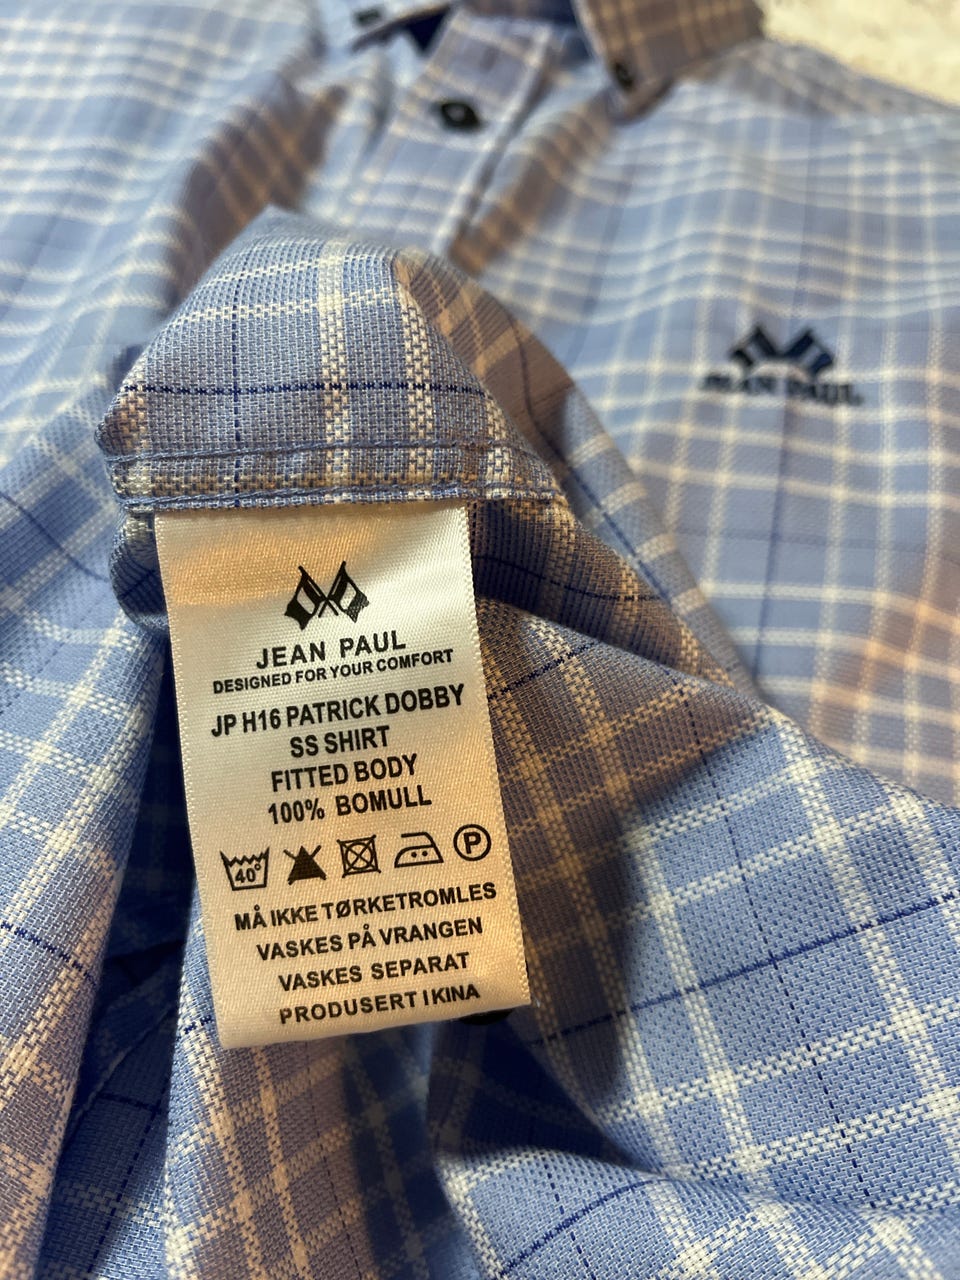 JEAN PAUL
JEAN PAUL
DESIGNED FOR YOUR COMFORT
JP H16 PATRICK DOBBY
SS SHIRT
FITTED BODY
100% BOMULL
40° P
MÅ IKKE TØRKETROMLES
VASKES PÅ VRANGEN
VASKES SEPARAT
PRODUSERT I KINA